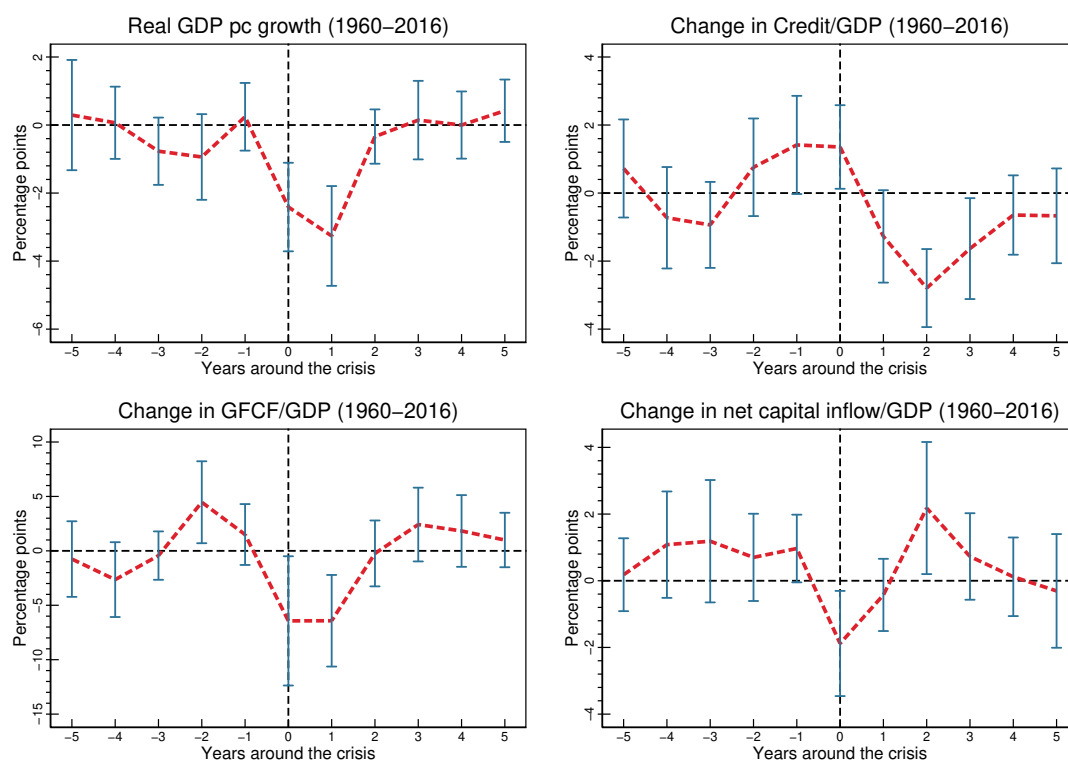 Real GDP pc growth (1960−2016)
Percentage points
2
0
−2
−4
−6
−5 −4 −3 −2 −1 0 1 2 3 4 5
Years around the crisis
Change in Credit/GDP (1960−2016)
Percentage points
4
2
0
−2
−4
−5 −4 −3 −2 −1 0 1 2 3 4 5
Years around the crisis
Change in GFCF/GDP (1960−2016)
Percentage points
10
5
0
−5
−10
−15
−5 −4 −3 −2 −1 0 1 2 3 4 5
Years around the crisis
Change in net capital inflow/GDP (1960−2016)
Percentage points
4
2
0
−2
−4
−5 −4 −3 −2 −1 0 1 2 3 4 5
Years around the crisis